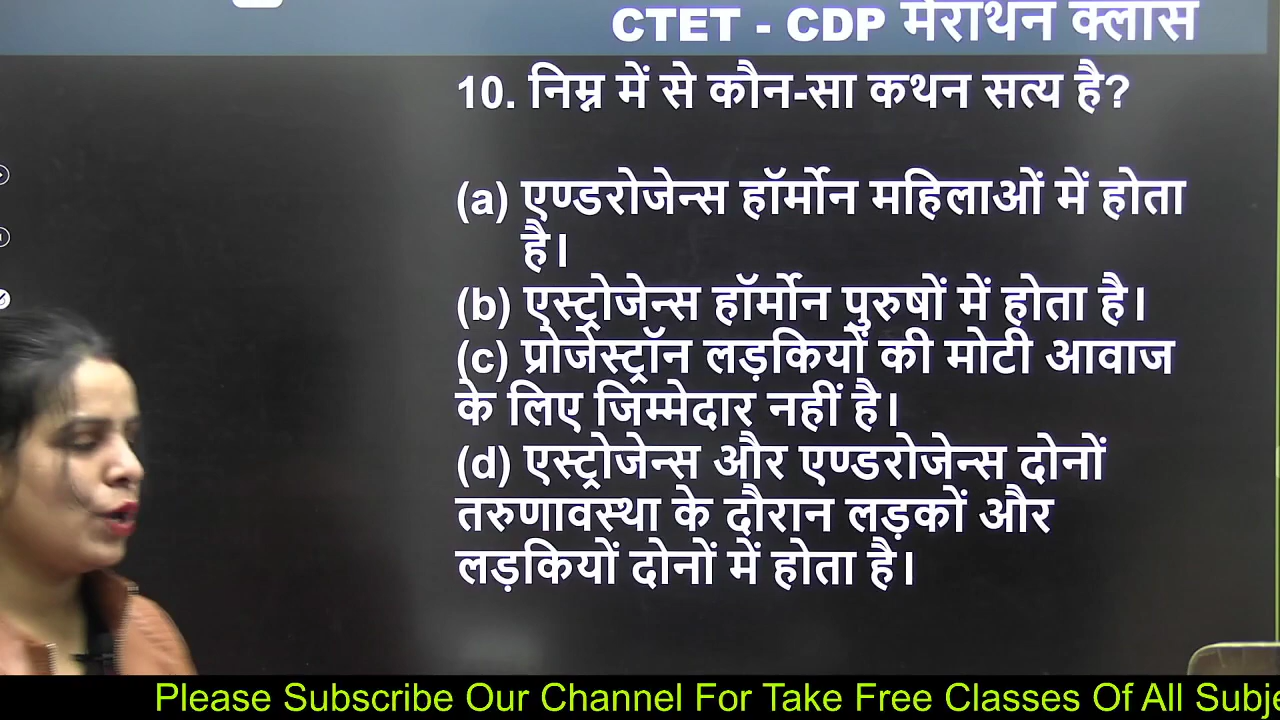 CTET - CDP मैराथन क्लास
10. निम्न में से कौन-सा कथन सत्य है?
(a) एण्डरोजेन्स हॉर्मोन महिलाओं में होता
है।
(b) एस्ट्रोजेन्स हॉर्मोन पुरुषों में होता है।
(c) प्रोजेस्ट्रॉन लड़कियों की मोटी आवाज
के लिए जिम्मेदार नहीं है।
(d) एस्ट्रोजेन्स और एण्डरोजेन्स दोनों
तरुणावस्था के दौरान लड़कों और
लड़कियों दोनों में होता है।
Please Subscribe Our Channel For Take Free Classes Of All Subje